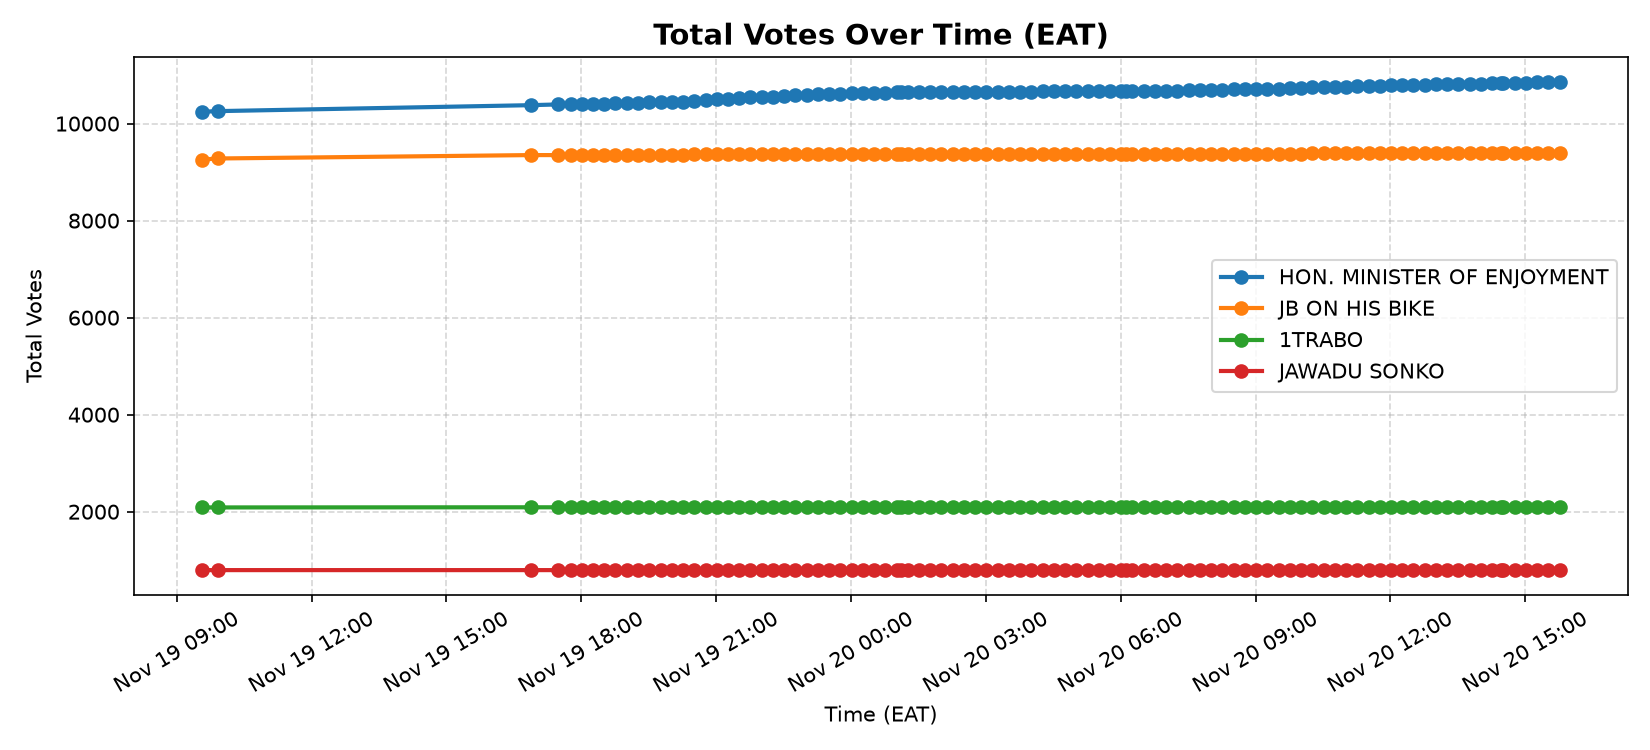 Total Votes Over Time (EAT)
Total Votes
10000
8000
6000
4000
2000
HON. MINISTER OF ENJOYMENT
JB ON HIS BIKE
1TRABO
JAWADU SONKO
Nov 19 09:00
Nov 19 12:00
Nov 19 15:00
Nov 19 18:00
Nov 19 21:00
Nov 20 00:00
Nov 20 03:00
Nov 20 06:00
Nov 20 09:00
Nov 20 12:00
Nov 20 15:00
Time (EAT)